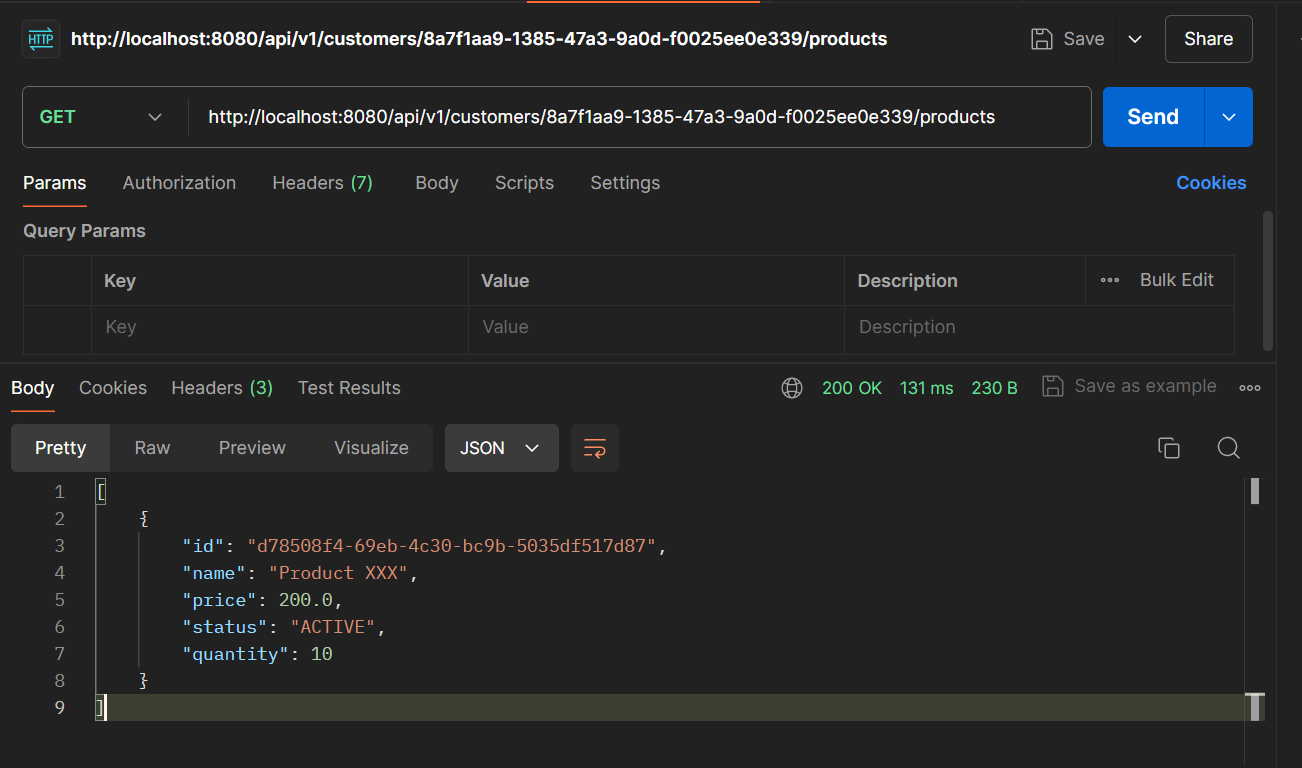 HTTP http://localhost:8080/api/v1/customers/8a7f1aa9-1385-47a3-9a0d-f0025ee0e339/products Save Share
GET http://localhost:8080/api/v1/customers/8a7f1aa9-1385-47a3-9a0d-f0025ee0e339/products Send
Params Authorization Headers (7) Body Scripts Settings Cookies
Query Params
Key Value Description Bulk Edit
Key Value Description
Body Cookies Headers (3) Test Results 200 OK 131 ms 230 B Save as example
Pretty Raw Preview Visualize JSON
1 [
2 {
3 "id": "d78508f4-69eb-4c30-bc9b-5035df517d87",
4 "name": "Product XXX",
5 "price": 200.0,
6 "status": "ACTIVE",
7 "quantity": 10
8 }
9 ]